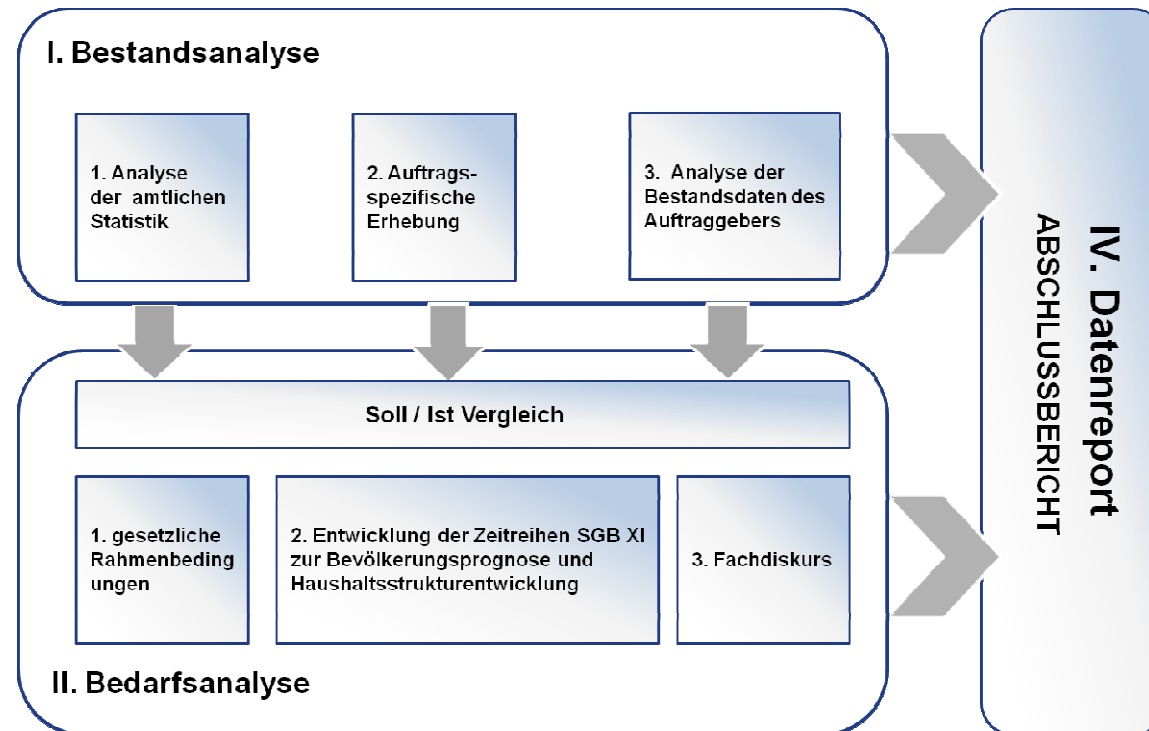 I. Bestandsanalyse
1. Analyse
der amtlichen
Statistik
2. Auftrags-
spezifische
Erhebung
3. Analyse der
Bestandsdaten des
Auftraggebers
Soll / Ist Vergleich
1. gesetzliche
Rahmenbeding
ungen
2. Entwicklung der Zeitreihen SGB XI
zur Bevölkerungsprognose und
Haushaltsstrukturentwicklung
3. Fachdiskurs
II. Bedarfsanalyse
IV. Datenreport
ABSCHLUSSBERICHT